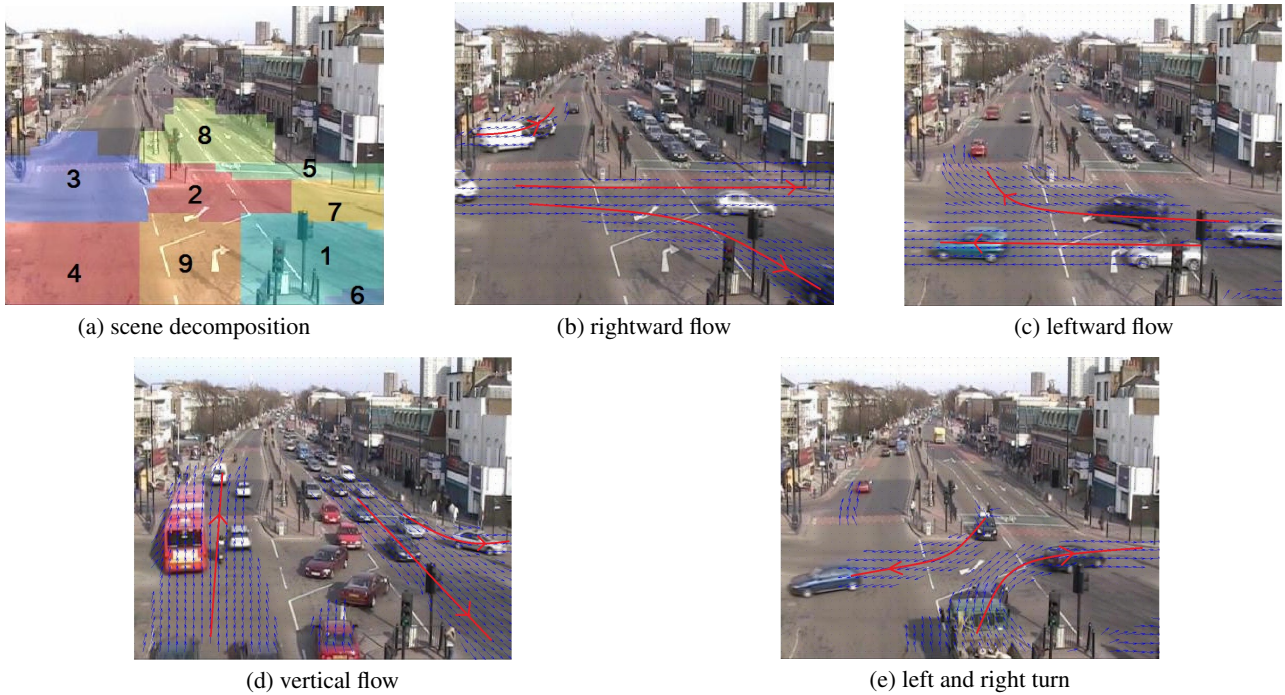 8
3
5
2
7
4
9
1
6
(a) scene decomposition
(b) rightward flow
(c) leftward flow
(d) vertical flow
(e) left and right turn